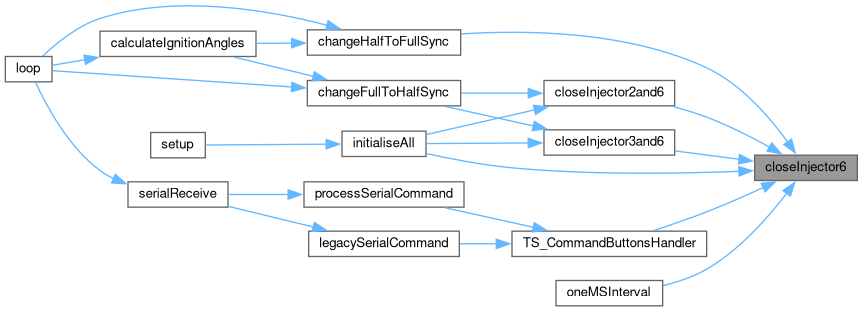 changeHalfToFullSync
calculateIgnitionAngles
loop
changeFullToHalfSync
closeInjector2and6
setup
initialiseAll
closeInjector3and6
closeInjector6
serialReceive
processSerialCommand
legacySerialCommand
TS_CommandButtonsHandler
oneMSInterval